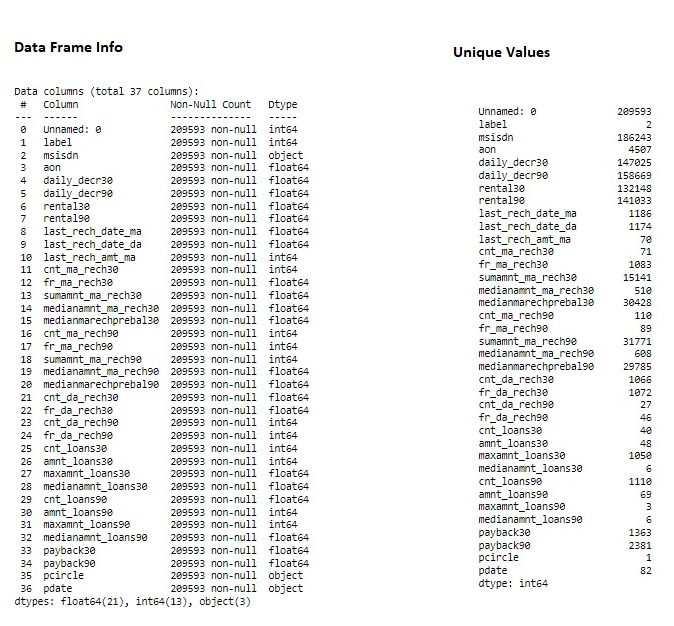 Data Frame Info
Data columns (total 37 columns):
# Column Non-Null Count Dtype
--- ------ -------------- -----
0 Unnamed: 0 209593 non-null int64
1 label 209593 non-null int64
2 msisdn 209593 non-null object
3 aon 209593 non-null float64
4 daily_decr30 209593 non-null float64
5 daily_decr90 209593 non-null float64
6 rental30 209593 non-null float64
7 rental90 209593 non-null float64
8 last_rech_date_ma 209593 non-null float64
9 last_rech_date_da 209593 non-null float64
10 last_rech_amt_ma 209593 non-null int64
11 cnt_ma_rech30 209593 non-null int64
12 fr_ma_rech30 209593 non-null float64
13 sumamnt_ma_rech30 209593 non-null float64
14 medianamnt_ma_rech30 209593 non-null float64
15 medianmarechprebal30 209593 non-null float64
16 cnt_ma_rech90 209593 non-null int64
17 fr_ma_rech90 209593 non-null int64
18 sumamnt_ma_rech90 209593 non-null int64
19 medianamnt_ma_rech90 209593 non-null float64
20 medianmarechprebal90 209593 non-null float64
21 cnt_da_rech30 209593 non-null float64
22 fr_da_rech30 209593 non-null float64
23 cnt_da_rech90 209593 non-null int64
24 fr_da_rech90 209593 non-null int64
25 cnt_loans30 209593 non-null int64
26 amnt_loans30 209593 non-null int64
27 maxamnt_loans30 209593 non-null float64
28 medianamnt_loans30 209593 non-null float64
29 cnt_loans90 209593 non-null float64
30 amnt_loans90 209593 non-null int64
31 maxamnt_loans90 209593 non-null int64
32 medianamnt_loans90 209593 non-null float64
33 payback30 209593 non-null float64
34 payback90 209593 non-null float64
35 pcircle 209593 non-null object
36 pdate 209593 non-null object
dtypes: float64(21), int64(13), object(3)
Unique Values
Unnamed: 0 209593
label 2
msisdn 186243
aon 4507
daily_decr30 147025
daily_decr90 158669
rental30 132148
rental90 141033
last_rech_date_ma 1186
last_rech_date_da 1174
last_rech_amt_ma 70
cnt_ma_rech30 71
fr_ma_rech30 1083
sumamnt_ma_rech30 15141
medianamnt_ma_rech30 510
medianmarechprebal30 30428
cnt_ma_rech90 110
fr_ma_rech90 89
sumamnt_ma_rech90 31771
medianamnt_ma_rech90 608
medianmarechprebal90 29785
cnt_da_rech30 1066
fr_da_rech30 1072
cnt_da_rech90 27
fr_da_rech90 46
cnt_loans30 40
amnt_loans30 48
maxamnt_loans30 1050
medianamnt_loans30 6
cnt_loans90 1110
amnt_loans90 69
maxamnt_loans90 3
medianamnt_loans90 6
payback30 1363
payback90 2381
pcircle 1
pdate 82
dtype: int64